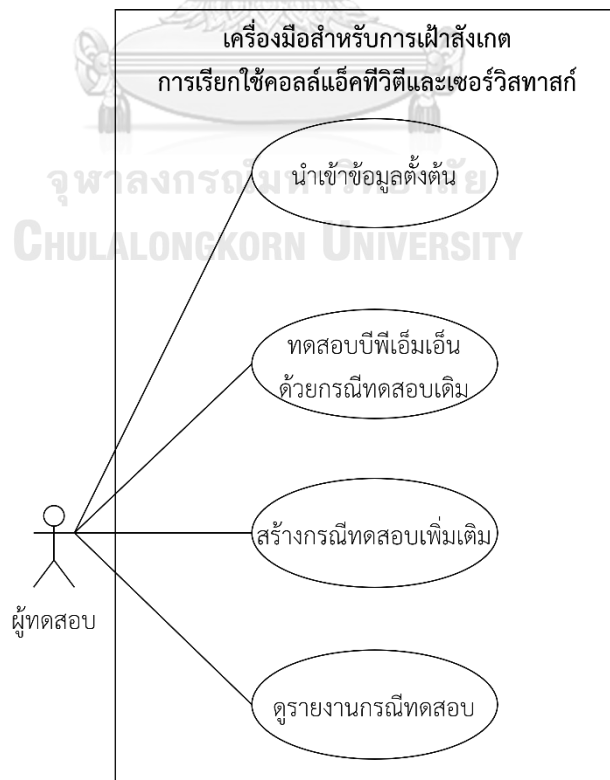 เครื่องมือสำหรับการเฝ้าสังเกต
การเรียกใช้คอลล์แอ็คทีวิตีและเซอร์วิสทาสก์
นำเข้าข้อมูลตั้งต้น
จุฬาลงกรณ์มหาวิทยาลัย
CHULALONGKORN UNIVERSITY
ทดสอบบีพีเอ็มเอ็น
ด้วยกรณีทดสอบเดิม
สร้างกรณีทดสอบเพิ่มเติม
ผู้ทดสอบ
ดูรายงานกรณีทดสอบ